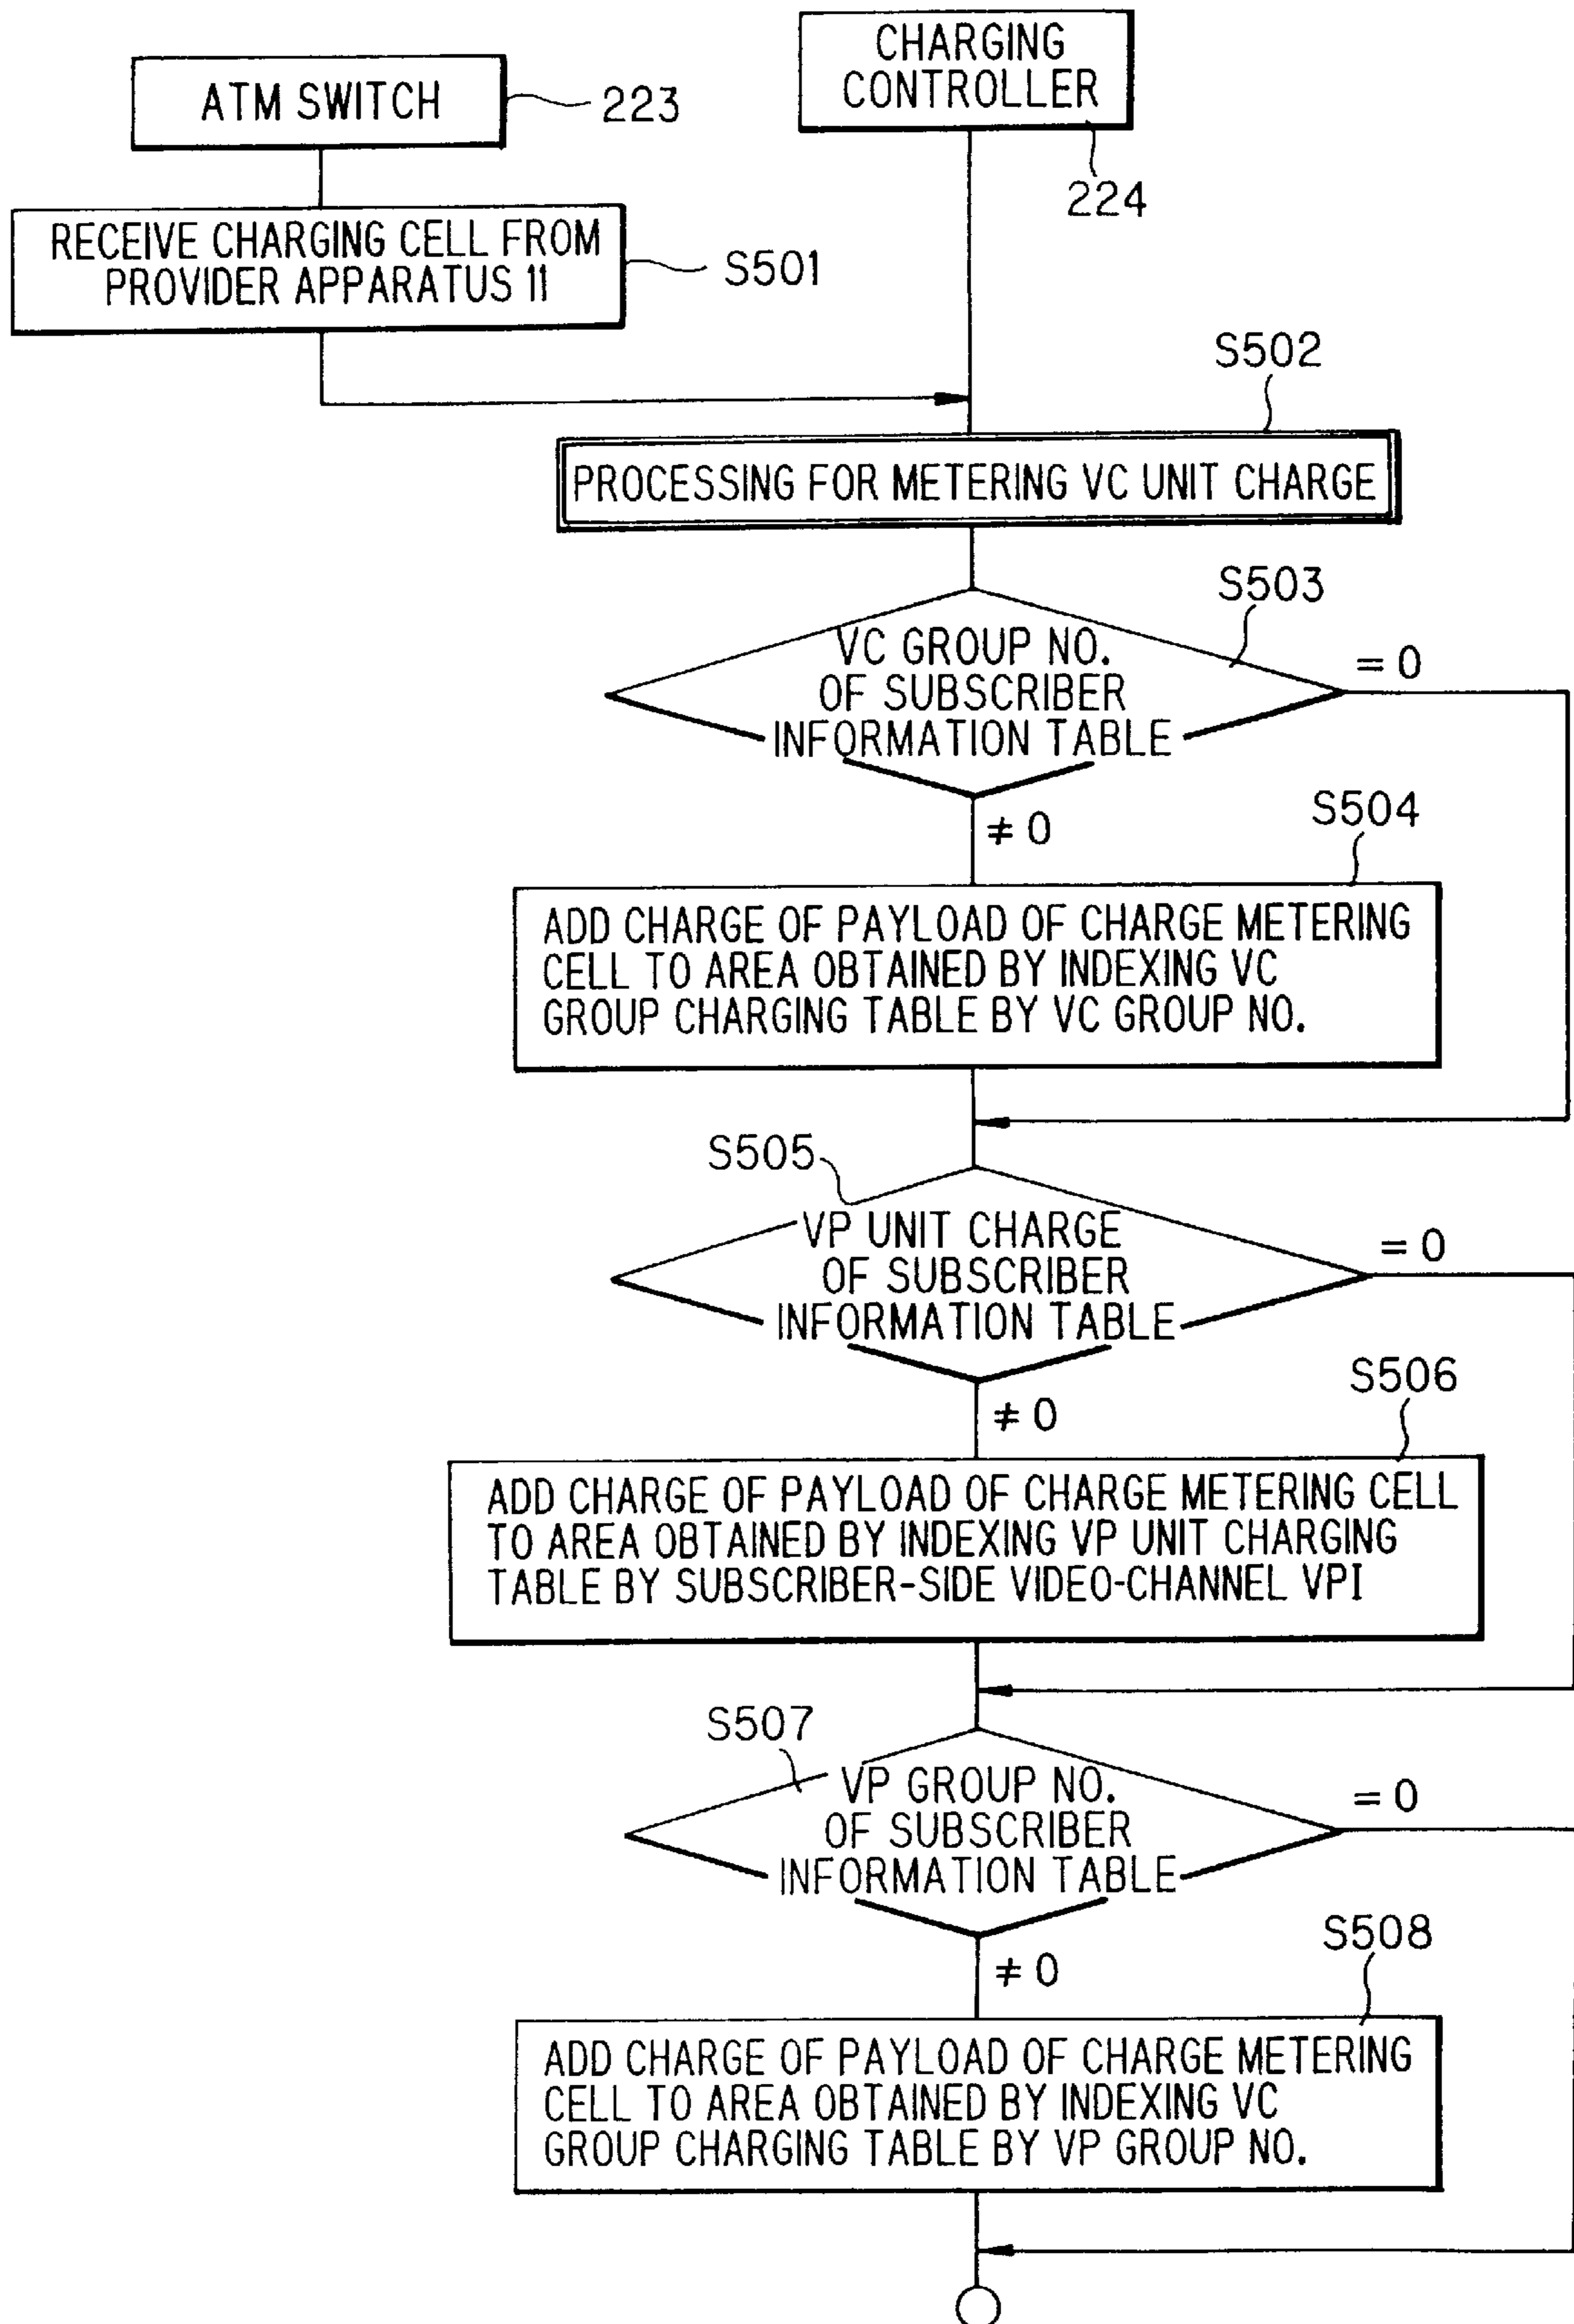 CHARGING
CONTROLLER
224
ATM SWITCH
223
RECEIVE CHARGING CELL FROM
PROVIDER APPARATUS 11
S501
S502
PROCESSING FOR METERING VC UNIT CHARGE
S503
VC GROUP NO.
OF SUBSCRIBER
INFORMATION TABLE
= 0
≠ 0
S504
ADD CHARGE OF PAYLOAD OF CHARGE METERING
CELL TO AREA OBTAINED BY INDEXING VC
GROUP CHARGING TABLE BY VC GROUP NO.
S505
VP UNIT CHARGE
OF SUBSCRIBER
INFORMATION TABLE
= 0
≠ 0
S506
ADD CHARGE OF PAYLOAD OF CHARGE METERING CELL
TO AREA OBTAINED BY INDEXING VP UNIT CHARGING
TABLE BY SUBSCRIBER-SIDE VIDEO-CHANNEL VPI
S507
VP GROUP NO.
OF SUBSCRIBER
INFORMATION TABLE
= 0
≠ 0
S508
ADD CHARGE OF PAYLOAD OF CHARGE METERING
CELL TO AREA OBTAINED BY INDEXING VC
GROUP CHARGING TABLE BY VP GROUP NO.